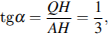 tgα = QH/AH = 1/3,